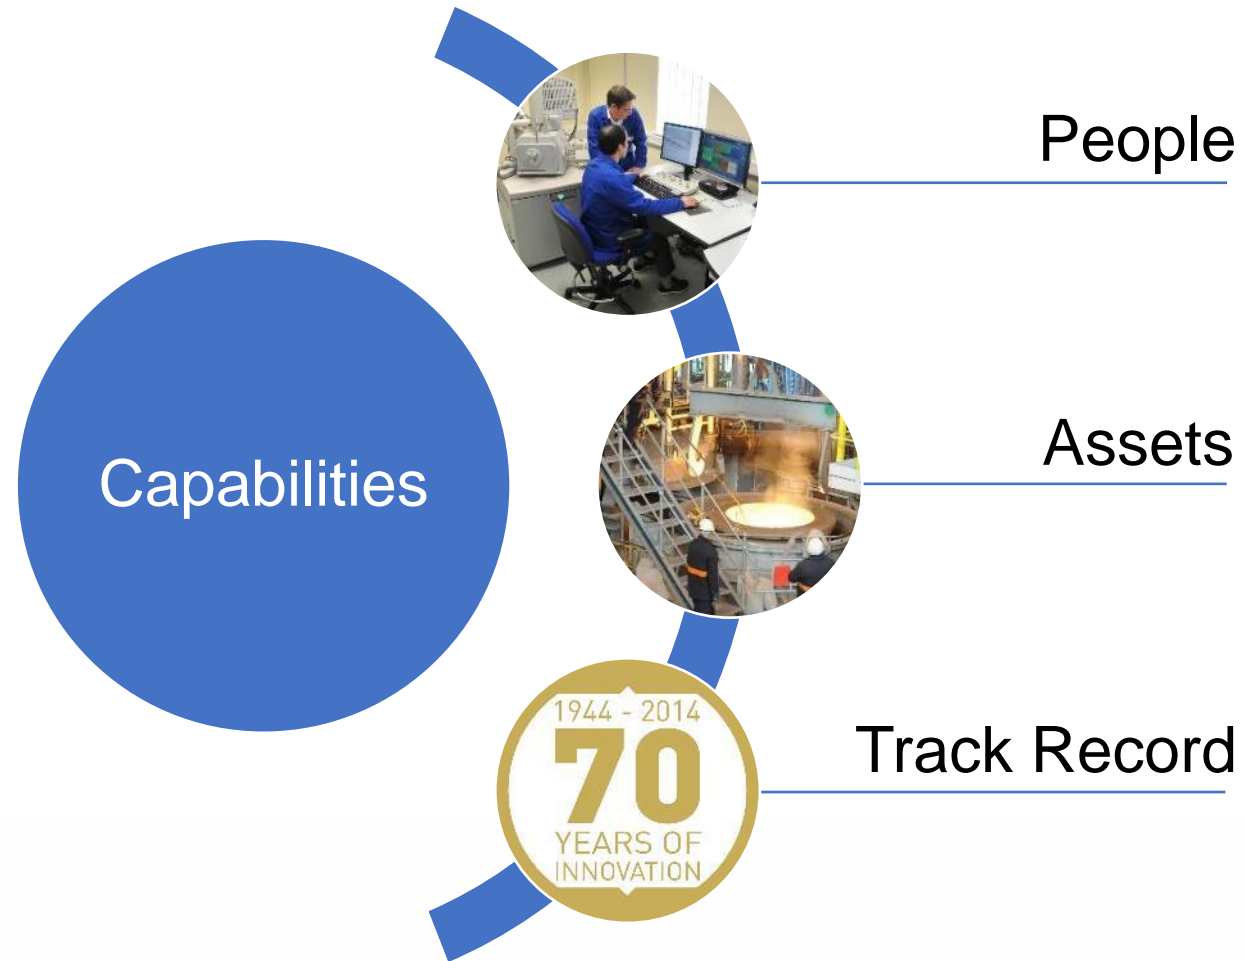 People
Assets
Capabilities
Track Record
1944 - 2014
70
YEARS OF
INNOVATION